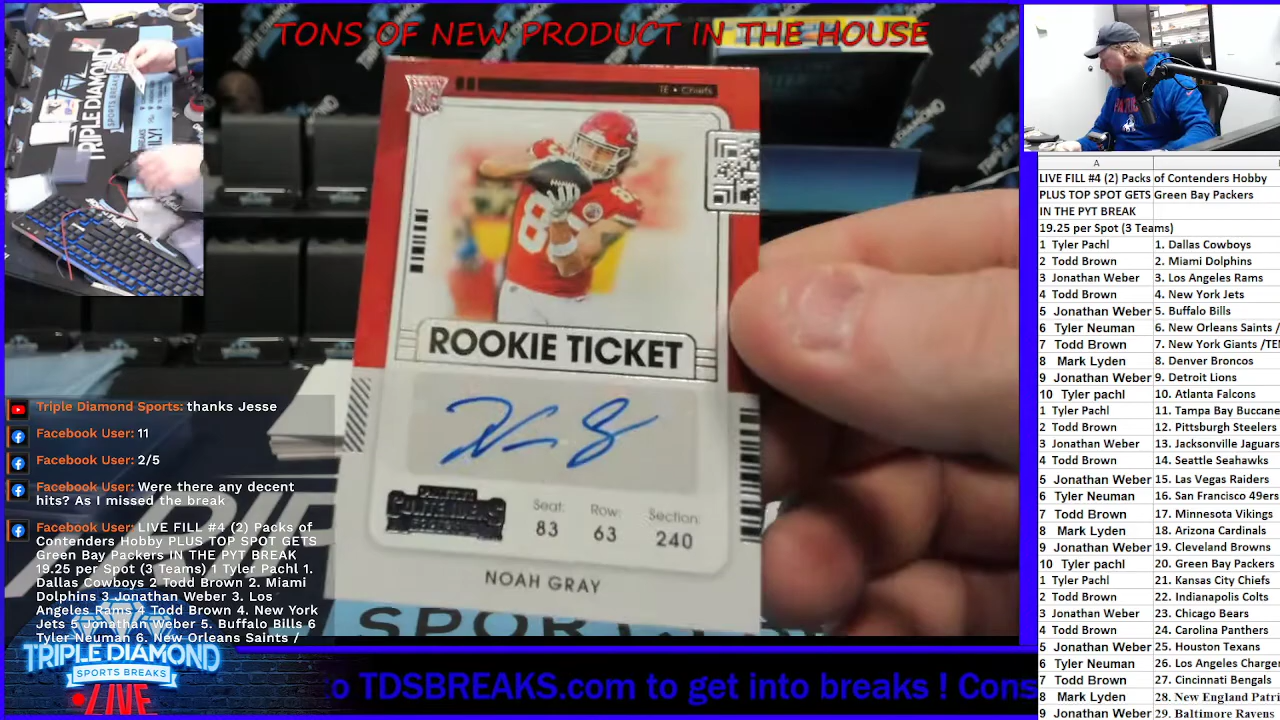 TONS OF NEW PRODUCT IN THE HOUSE
TE • Chiefs
ROOKIE TICKET
CONTENDERS
Seat: 83
Row: 63
Section: 240
NOAH GRAY
Triple Diamond Sports: thanks Jesse
Facebook User: 11
Facebook User: 2/5
Facebook User: Were there any decent
hits? As I missed the break
Facebook User: LIVE FILL #4 (2) Packs of
Contenders Hobby PLUS TOP SPOT GETS
Green Bay Packers IN THE PYT BREAK
19.25 per Spot (3 Teams) 1 Tyler Pachl 1.
Dallas Cowboys 2 Todd Brown 2. Miami
Dolphins 3 Jonathan Weber 3. Los
Angeles Rams 4 Todd Brown 4. New York
Jets 5 Jonathan Weber 5. Buffalo Bills 6
Tyler Neuman 6. New Orleans Saints /
TRIPLE DIAMOND
SPORTS BREAKS
LIVE
o TDSBREAKS.com to get into breaks
A
LIVE FILL #4 (2) Packs of Contenders Hobby
PLUS TOP SPOT GETS Green Bay Packers
IN THE PYT BREAK
19.25 per Spot (3 Teams)
1 Tyler Pachl 1. Dallas Cowboys
2 Todd Brown 2. Miami Dolphins
3 Jonathan Weber 3. Los Angeles Rams
4 Todd Brown 4. New York Jets
5 Jonathan Weber 5. Buffalo Bills
6 Tyler Neuman 6. New Orleans Saints /
7 Todd Brown 7. New York Giants /TE
8 Mark Lyden 8. Denver Broncos
9 Jonathan Weber 9. Detroit Lions
10 Tyler pachl 10. Atlanta Falcons
1 Tyler Pachl 11. Tampa Bay Buccane
2 Todd Brown 12. Pittsburgh Steelers
3 Jonathan Weber 13. Jacksonville Jaguars
4 Todd Brown 14. Seattle Seahawks
5 Jonathan Weber 15. Las Vegas Raiders
6 Tyler Neuman 16. San Francisco 49ers
7 Todd Brown 17. Minnesota Vikings
8 Mark Lyden 18. Arizona Cardinals
9 Jonathan Weber 19. Cleveland Browns
10 Tyler pachl 20. Green Bay Packers
1 Tyler Pachl 21. Kansas City Chiefs
2 Todd Brown 22. Indianapolis Colts
3 Jonathan Weber 23. Chicago Bears
4 Todd Brown 24. Carolina Panthers
5 Jonathan Weber 25. Houston Texans
6 Tyler Neuman 26. Los Angeles Charg
7 Todd Brown 27. Cincinnati Bengals
8 Mark Lyden 28. New England Patr
9 Jonathan Weber 29. Baltimore Ravens